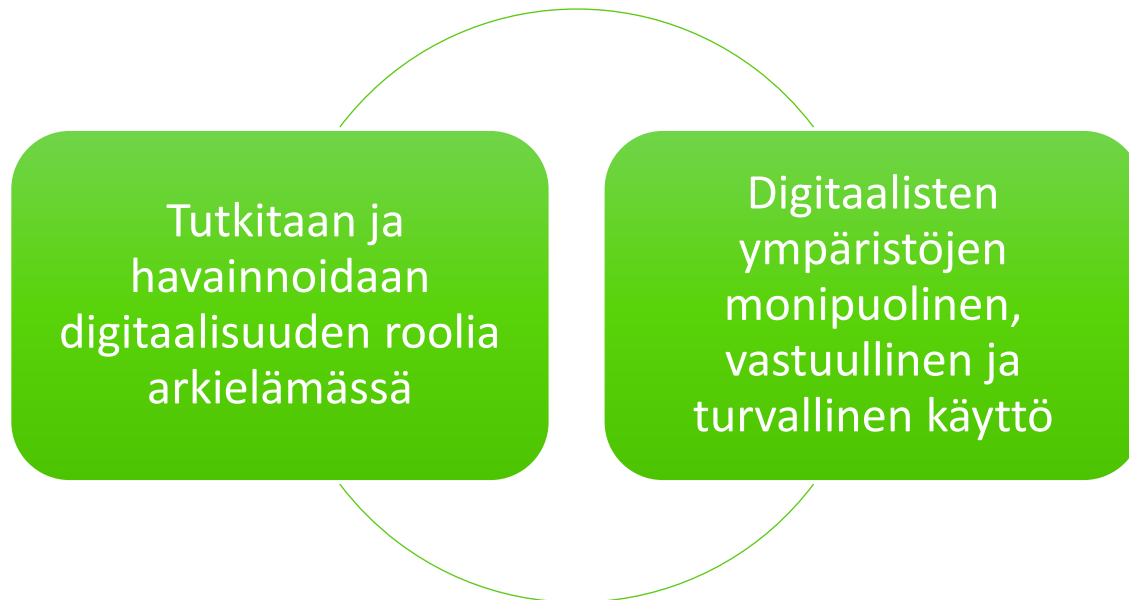 Tutkitaan ja
havainnoidaan
digitaalisuuden roolia
arkielämässä
Digitaalisten
ympäristöjen
monipuolinen,
vastuullinen ja
turvallinen käyttö